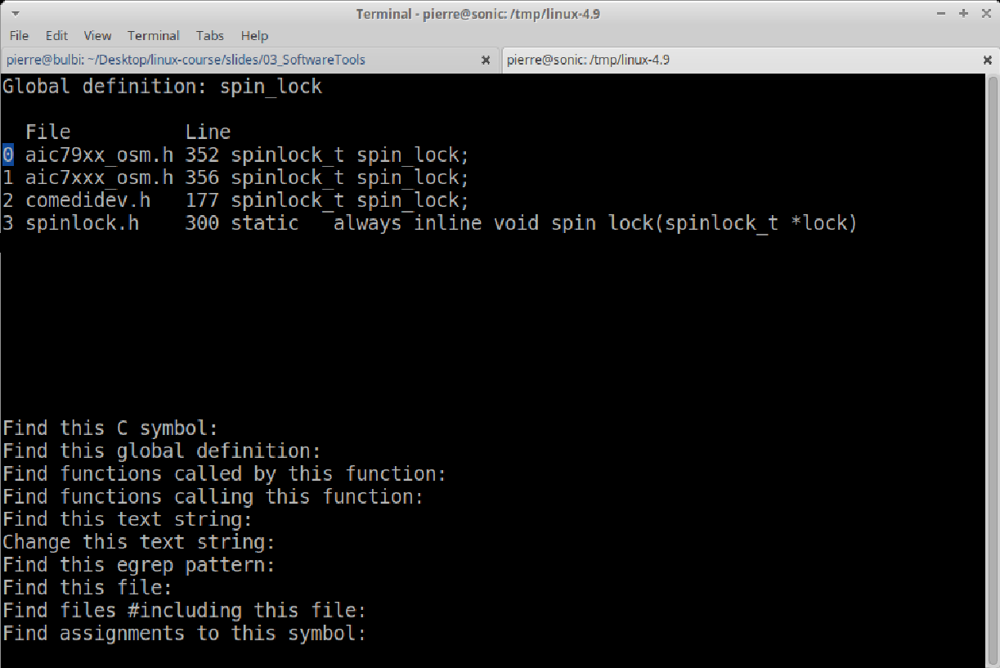 Terminal - pierre@sonic: /tmp/linux-4.9
File Edit View Terminal Tabs Help
pierre@bulbi: ~/Desktop/linux-course/slides/03_SoftwareTools pierre@sonic: /tmp/linux-4.9
Global definition: spin_lock
File Line
0 aic79xx_osm.h 352 spinlock_t spin_lock;
1 aic7xxx_osm.h 356 spinlock_t spin_lock;
2 comedidev.h 177 spinlock_t spin_lock;
3 spinlock.h 300 static always inline void spin lock(spinlock_t *lock)
Find this C symbol:
Find this global definition:
Find functions called by this function:
Find functions calling this function:
Find this text string:
Change this text string:
Find this egrep pattern:
Find this file:
Find files #including this file:
Find assignments to this symbol: